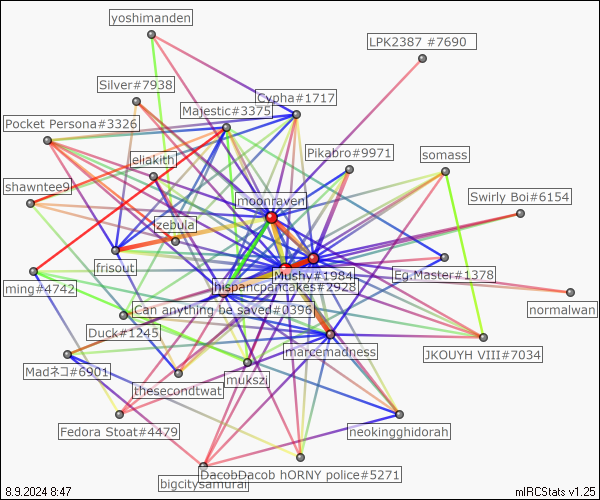 yoshimanden
LPK2387 #7690
Silver#7938
Cypha#1717
Majestic#3375
Pocket Persona#3326
Pikabro#9971
somass
eliakith
shawntee9
moonraven
Swirly Boi#6154
zebula
frisout
Mushy#1984
Eg.Master#1378
ming#4742
hispancpancakes#2928
normalwan
Can anything be saved#0396
Duck#1245
marcemadness
JKOUYH VIII#7034
Madネコ#6901
mukszi
thesecondtwat
Fedora Stoat#4479
neokingghidorah
DacobDacob hORNY police#5271
bigcitysamurai
8.9.2024 8:47
mIRCStats v1.25